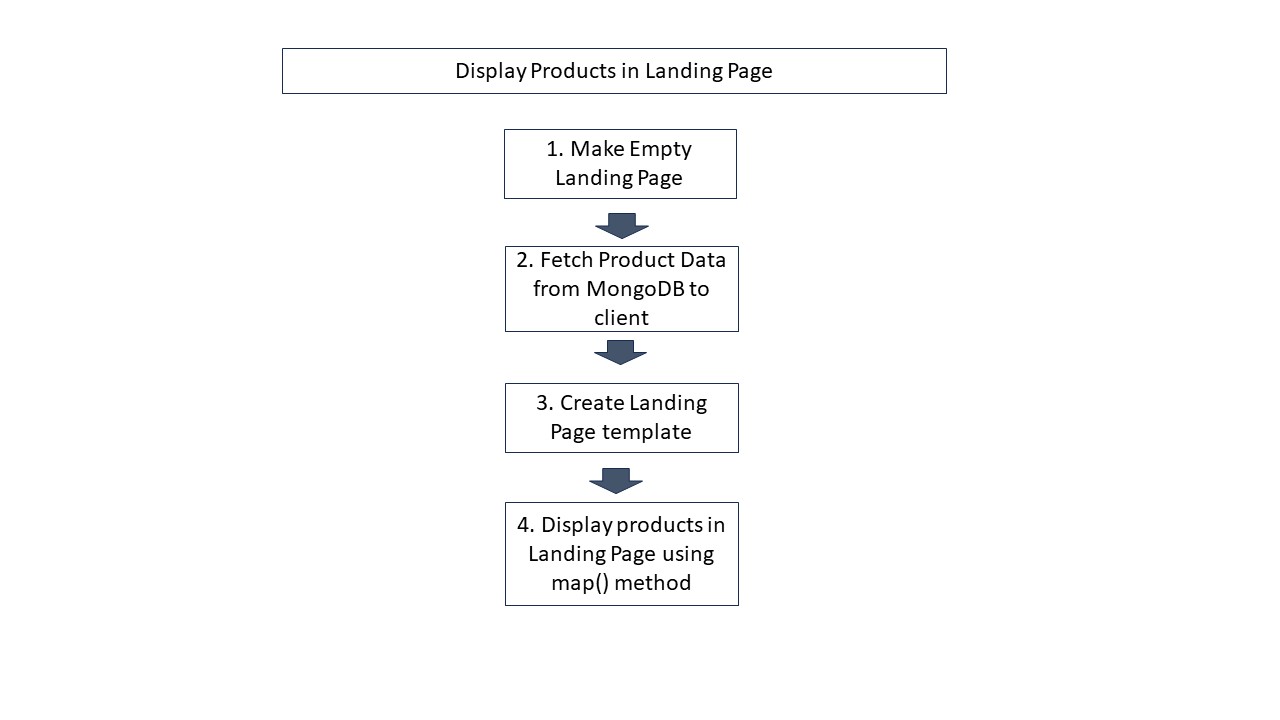 Display Products in Landing Page
1. Make Empty
Landing Page
2. Fetch Product Data
from MongoDB to
client
3. Create Landing
Page template
4. Display products in
Landing Page using
map() method